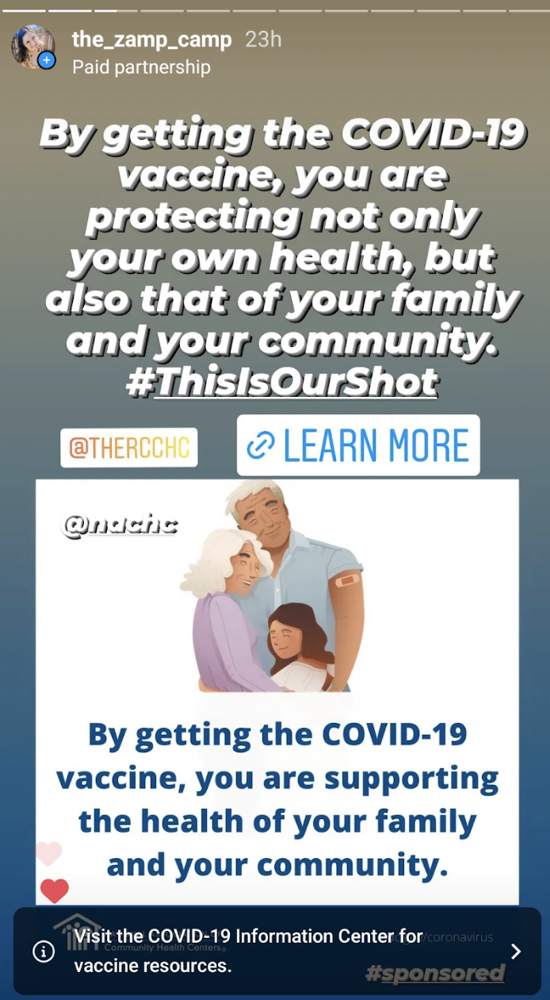 the_zamp_camp 23h
Paid partnership
By getting the COVID-19
vaccine, you are
protecting not only
your own health, but
also that of your family
and your community.
#ThisIsOurShot
@THERCCHC
LEARN MORE
@nachc
By getting the COVID-19
vaccine, you are supporting
the health of your family
and your community.
Community Health Centers
/coronavirus
Visit the COVID-19 Information Center for
vaccine resources.
#sponsored